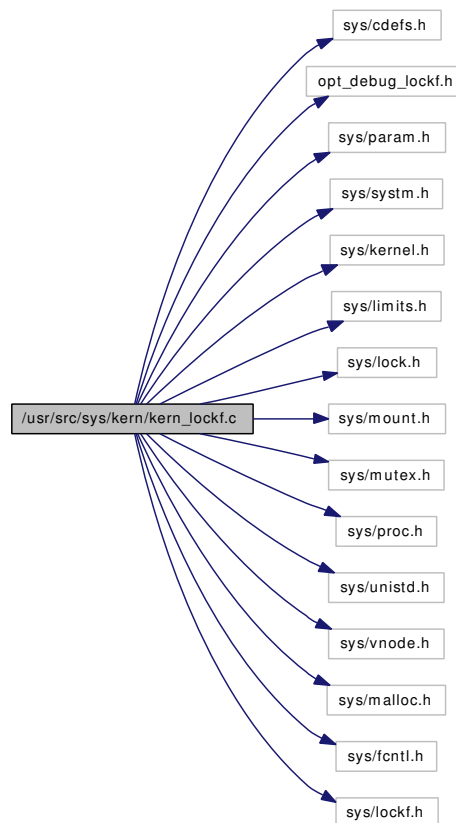 sys/cdefs.h
opt_debug_lockf.h
sys/param.h
sys/systm.h
sys/kernel.h
sys/limits.h
sys/lock.h
/usr/src/sys/kern/kern_lockf.c
sys/mount.h
sys/mutex.h
sys/proc.h
sys/unistd.h
sys/vnode.h
sys/malloc.h
sys/fcntl.h
sys/lockf.h